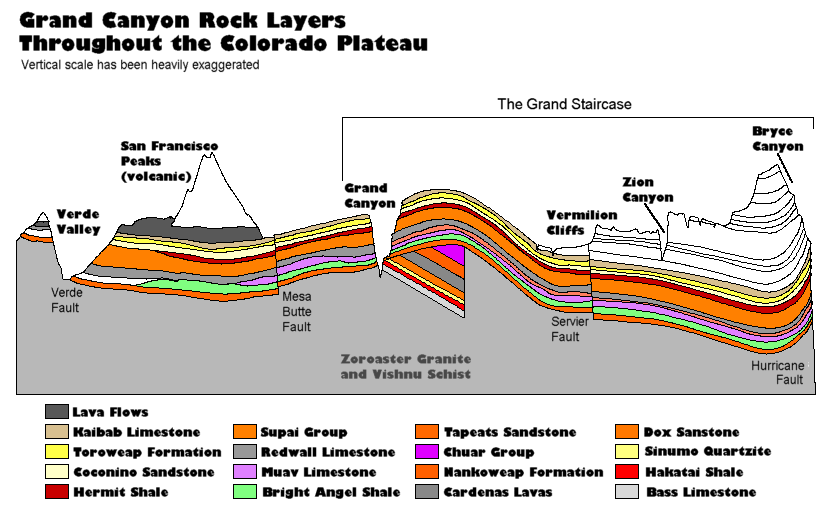 Grand Canyon Rock Layers
Throughout the Colorado Plateau
Vertical scale has been heavily exaggerated
The Grand Staircase
Bryce
Canyon
San Francisco
Peaks
(volcanic)
Grand
Canyon
Zion
Canyon
Verde
Valley
Vermilion
Cliffs
Verde
Fault
Mesa
Butte
Fault
Servier
Fault
Zoroaster Granite
and Vishnu Schist
Hurricane
Fault
Lava Flows
Kaibab Limestone
Supai Group
Tapeats Sandstone
Dox Sanstone
Toroweap Formation
Redwall Limestone
Chuar Group
Sinumo Quartzite
Coconino Sandstone
Muav Limestone
Nankoweap Formation
Hakatai Shale
Hermit Shale
Bright Angel Shale
Cardenas Lavas
Bass Limestone